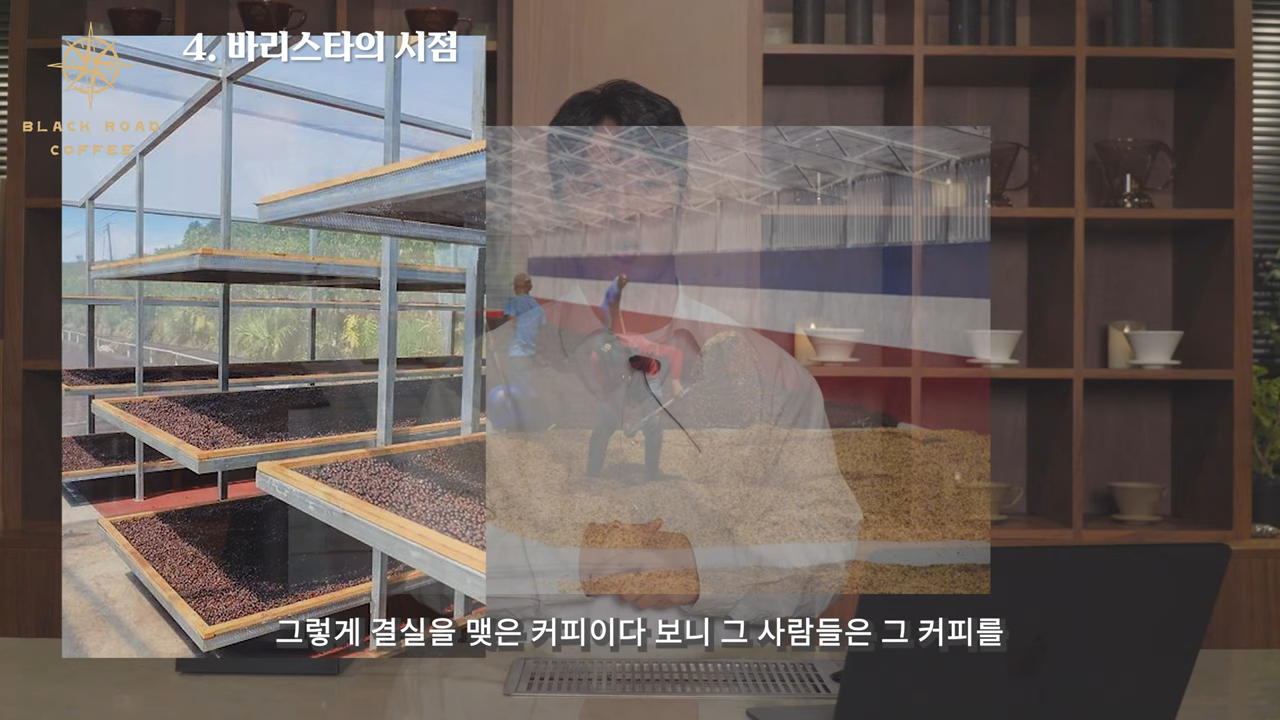 4. 바리스타의 시점
BLACK ROAD
COFFEE
그렇게 결실을 맺은 커피이다 보니 그 사람들은 그 커피를